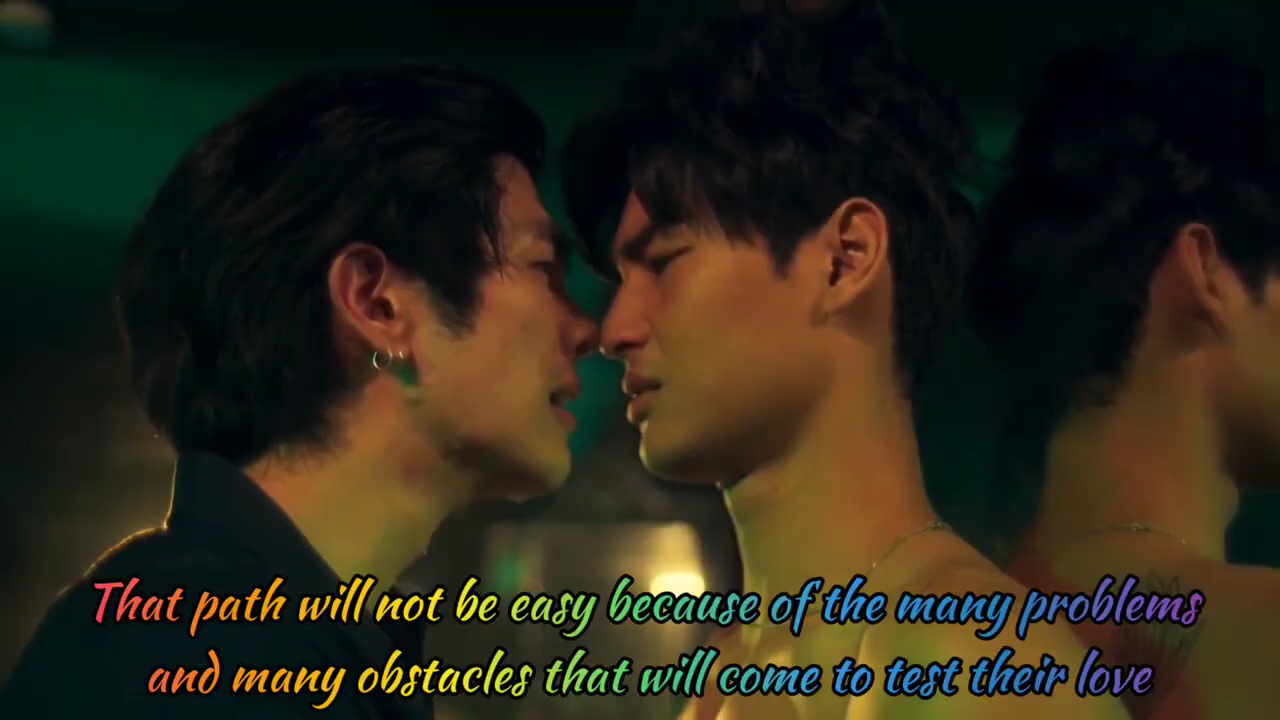 That path will not be easy because of the many problems
and many obstacles that will come to test their love